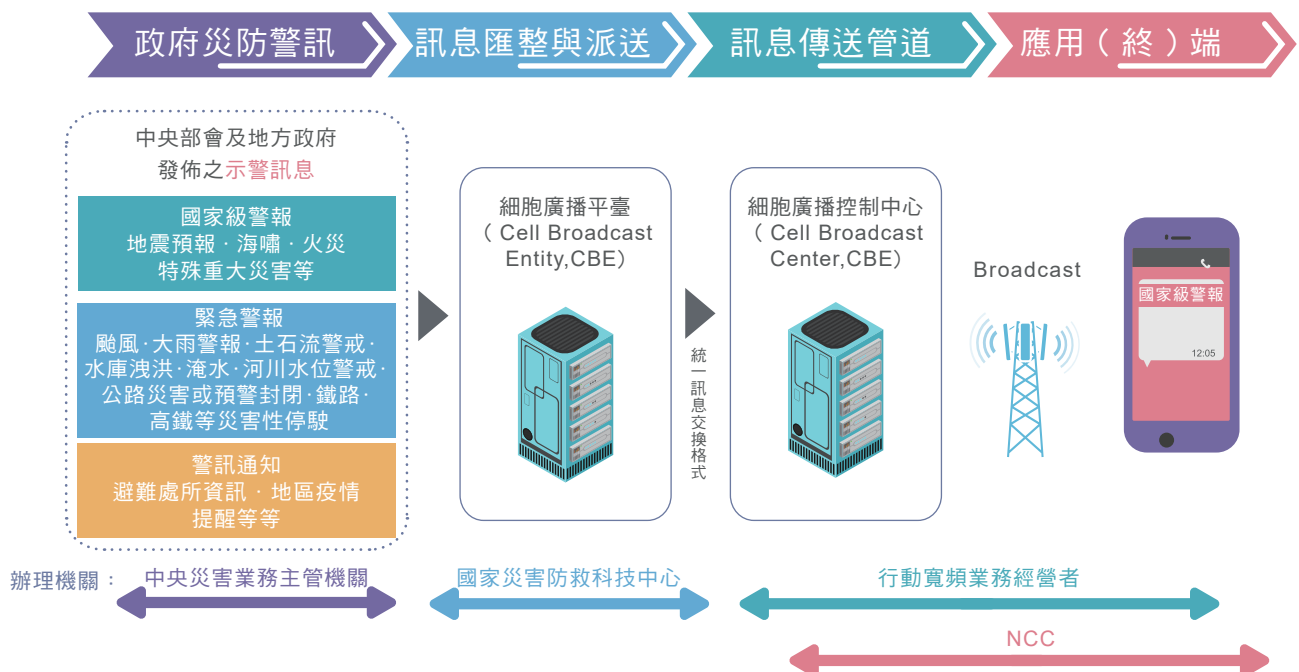 政府災防警訊
訊息匯整與派送
訊息傳送管道
應用（終）端
中央部會及地方政府
發佈之示警訊息
國家級警報
地震預報‧海嘯‧火災
特殊重大災害等
緊急警報
颱風‧大雨警報‧土石流警戒‧
水庫洩洪‧淹水‧河川水位警戒‧
公路災害或預警封閉‧鐵路‧
高鐵等災害性停駛
警訊通知
避難處所資訊‧地區疫情
提醒等等
細胞廣播平臺
（ Cell Broadcast
Entity,CBE）
統一訊息交換格式
細胞廣播控制中心
（ Cell Broadcast
Center,CBE）
Broadcast
國家級警報
12:05
辦理機關：
中央災害業務主管機關
國家災害防救科技中心
行動寬頻業務經營者
NCC